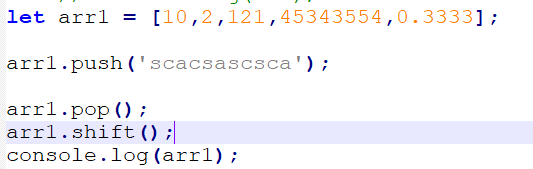 let arr1 = [10,2,121,45343554,0.3333];
arr1.push('scacsascsca');
arr1.pop();
arr1.shift();
console.log(arr1);